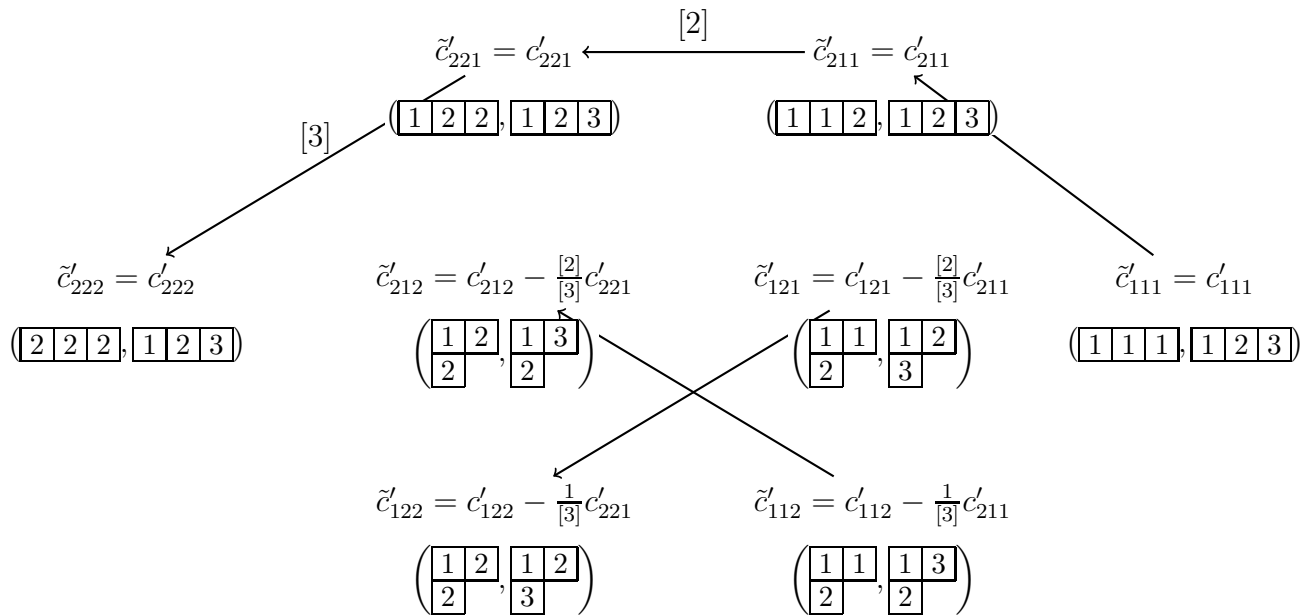 [2]
c̃′₂₂₁ = c′₂₂₁ c̃′₂₁₁ = c′₂₁₁
(1 2 2, 1 2 3) (1 1 2, 1 2 3)
[3]
c̃′₂₂₂ = c′₂₂₂ c̃′₂₁₂ = c′₂₁₂ − [2]/[3] c′₂₂₁ c̃′₁₂₁ = c′₁₂₁ − [2]/[3] c′₂₁₁ c̃′₁₁₁ = c′₁₁₁
(2 2 2, 1 2 3) (1 2 / 2, 1 3 / 2) (1 1 / 2, 1 2 / 3) (1 1 1, 1 2 3)
c̃′₁₂₂ = c′₁₂₂ − 1/[3] c′₂₂₁ c̃′₁₁₂ = c′₁₁₂ − 1/[3] c′₂₁₁
(1 2 / 2, 1 2 / 3) (1 1 / 2, 1 3 / 2)